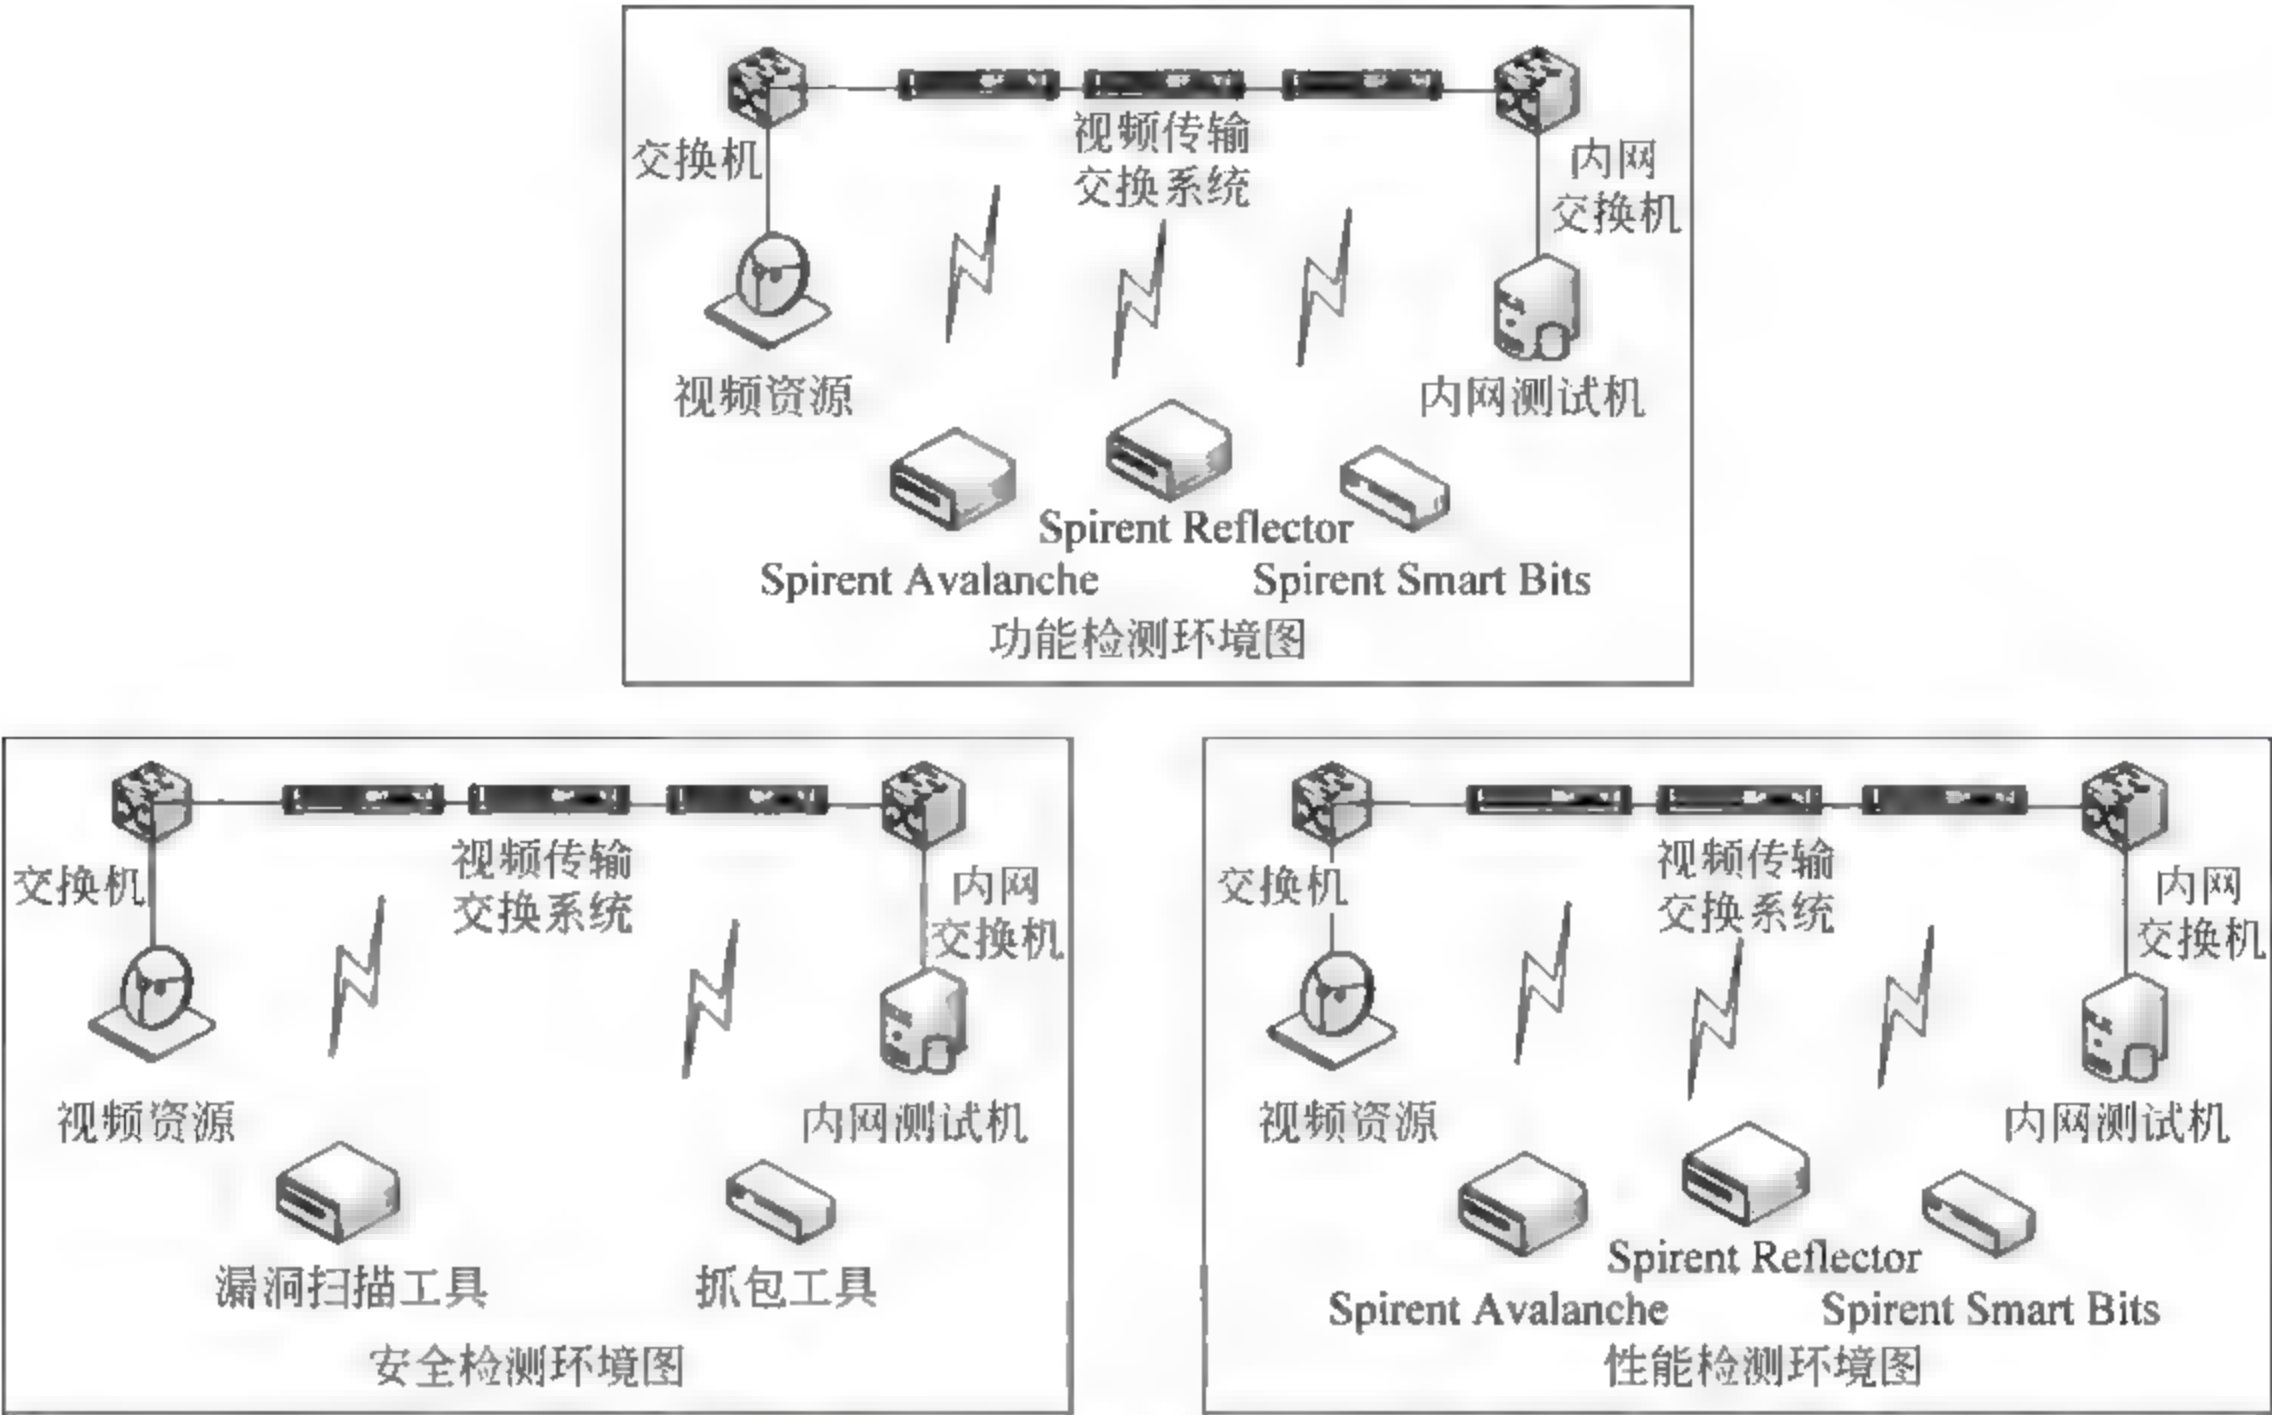 视频传输
交换系统
交换机
内网
交换机
视频资源
内网测试机
Spirent Reflector
Spirent Avalanche
Spirent Smart Bits
功能检测环境图
视频传输
交换系统
交换机
内网
交换机
视频资源
内网测试机
漏洞扫描工具
抓包工具
安全检测环境图
视频传输
交换系统
交换机
内网
交换机
视频资源
内网测试机
Spirent Reflector
Spirent Avalanche
Spirent Smart Bits
性能检测环境图